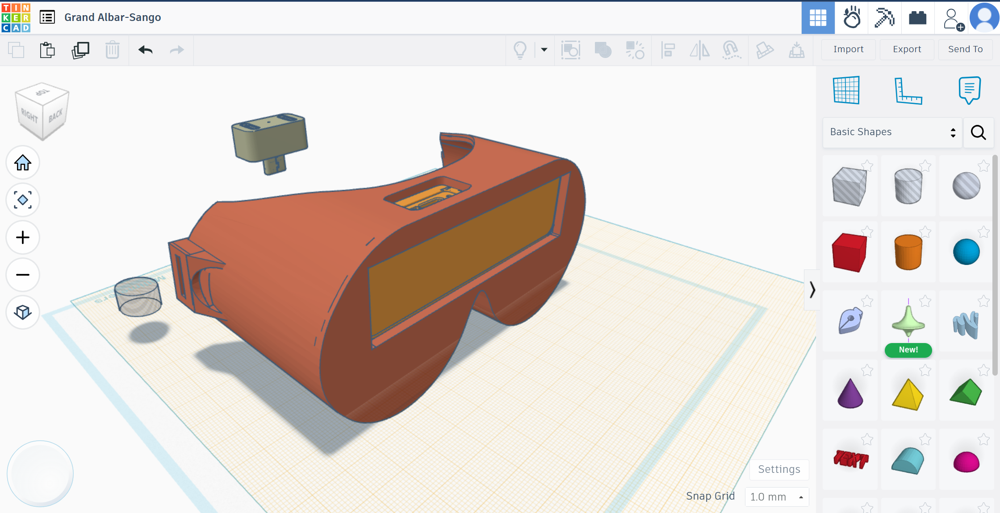 TIN
KER
CAD
Grand Albar-Sango
Import
Export
Send To
TOP
RIGHT
BACK
Basic Shapes
New!
TEXT
Settings
Snap Grid
1.0 mm